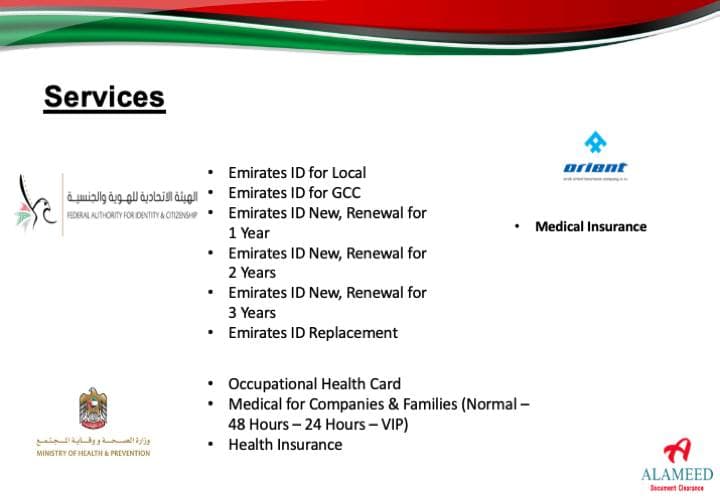 Services
الهيئة الاتحادية للهوية والجنسية
FEDERAL AUTHORITY FOR IDENTITY & CITIZENSHIP
• Emirates ID for Local
• Emirates ID for GCC
• Emirates ID New, Renewal for
1 Year
• Emirates ID New, Renewal for
2 Years
• Emirates ID New, Renewal for
3 Years
• Emirates ID Replacement
orient
• Medical Insurance
وزارة الصحة و وقاية المجتمع
MINISTRY OF HEALTH & PREVENTION
• Occupational Health Card
• Medical for Companies & Families (Normal –
48 Hours – 24 Hours – VIP)
• Health Insurance
ALAMEED
Document Clearance